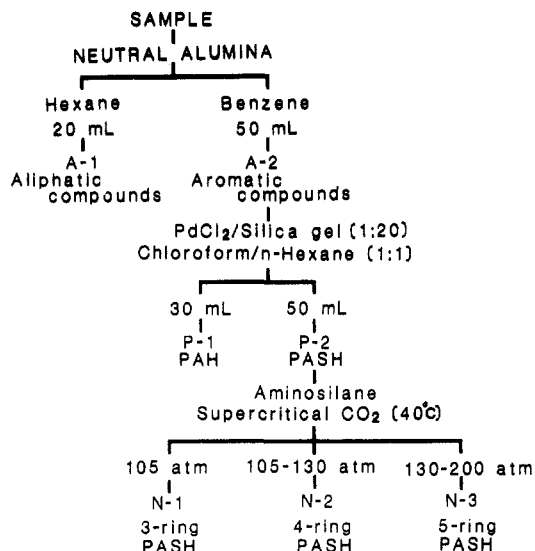 SAMPLE
NEUTRAL ALUMINA
Hexane Benzene
20 mL 50 mL
A-1 A-2
Aliphatic compounds Aromatic compounds
PdCl₂/Silica gel (1:20)
Chloroform/n-Hexane (1:1)
30 mL 50 mL
P-1 P-2
PAH PASH
Aminosilane
Supercritical CO₂ (40°C)
105 atm 105-130 atm 130-200 atm
N-1 N-2 N-3
3-ring 4-ring 5-ring
PASH PASH PASH